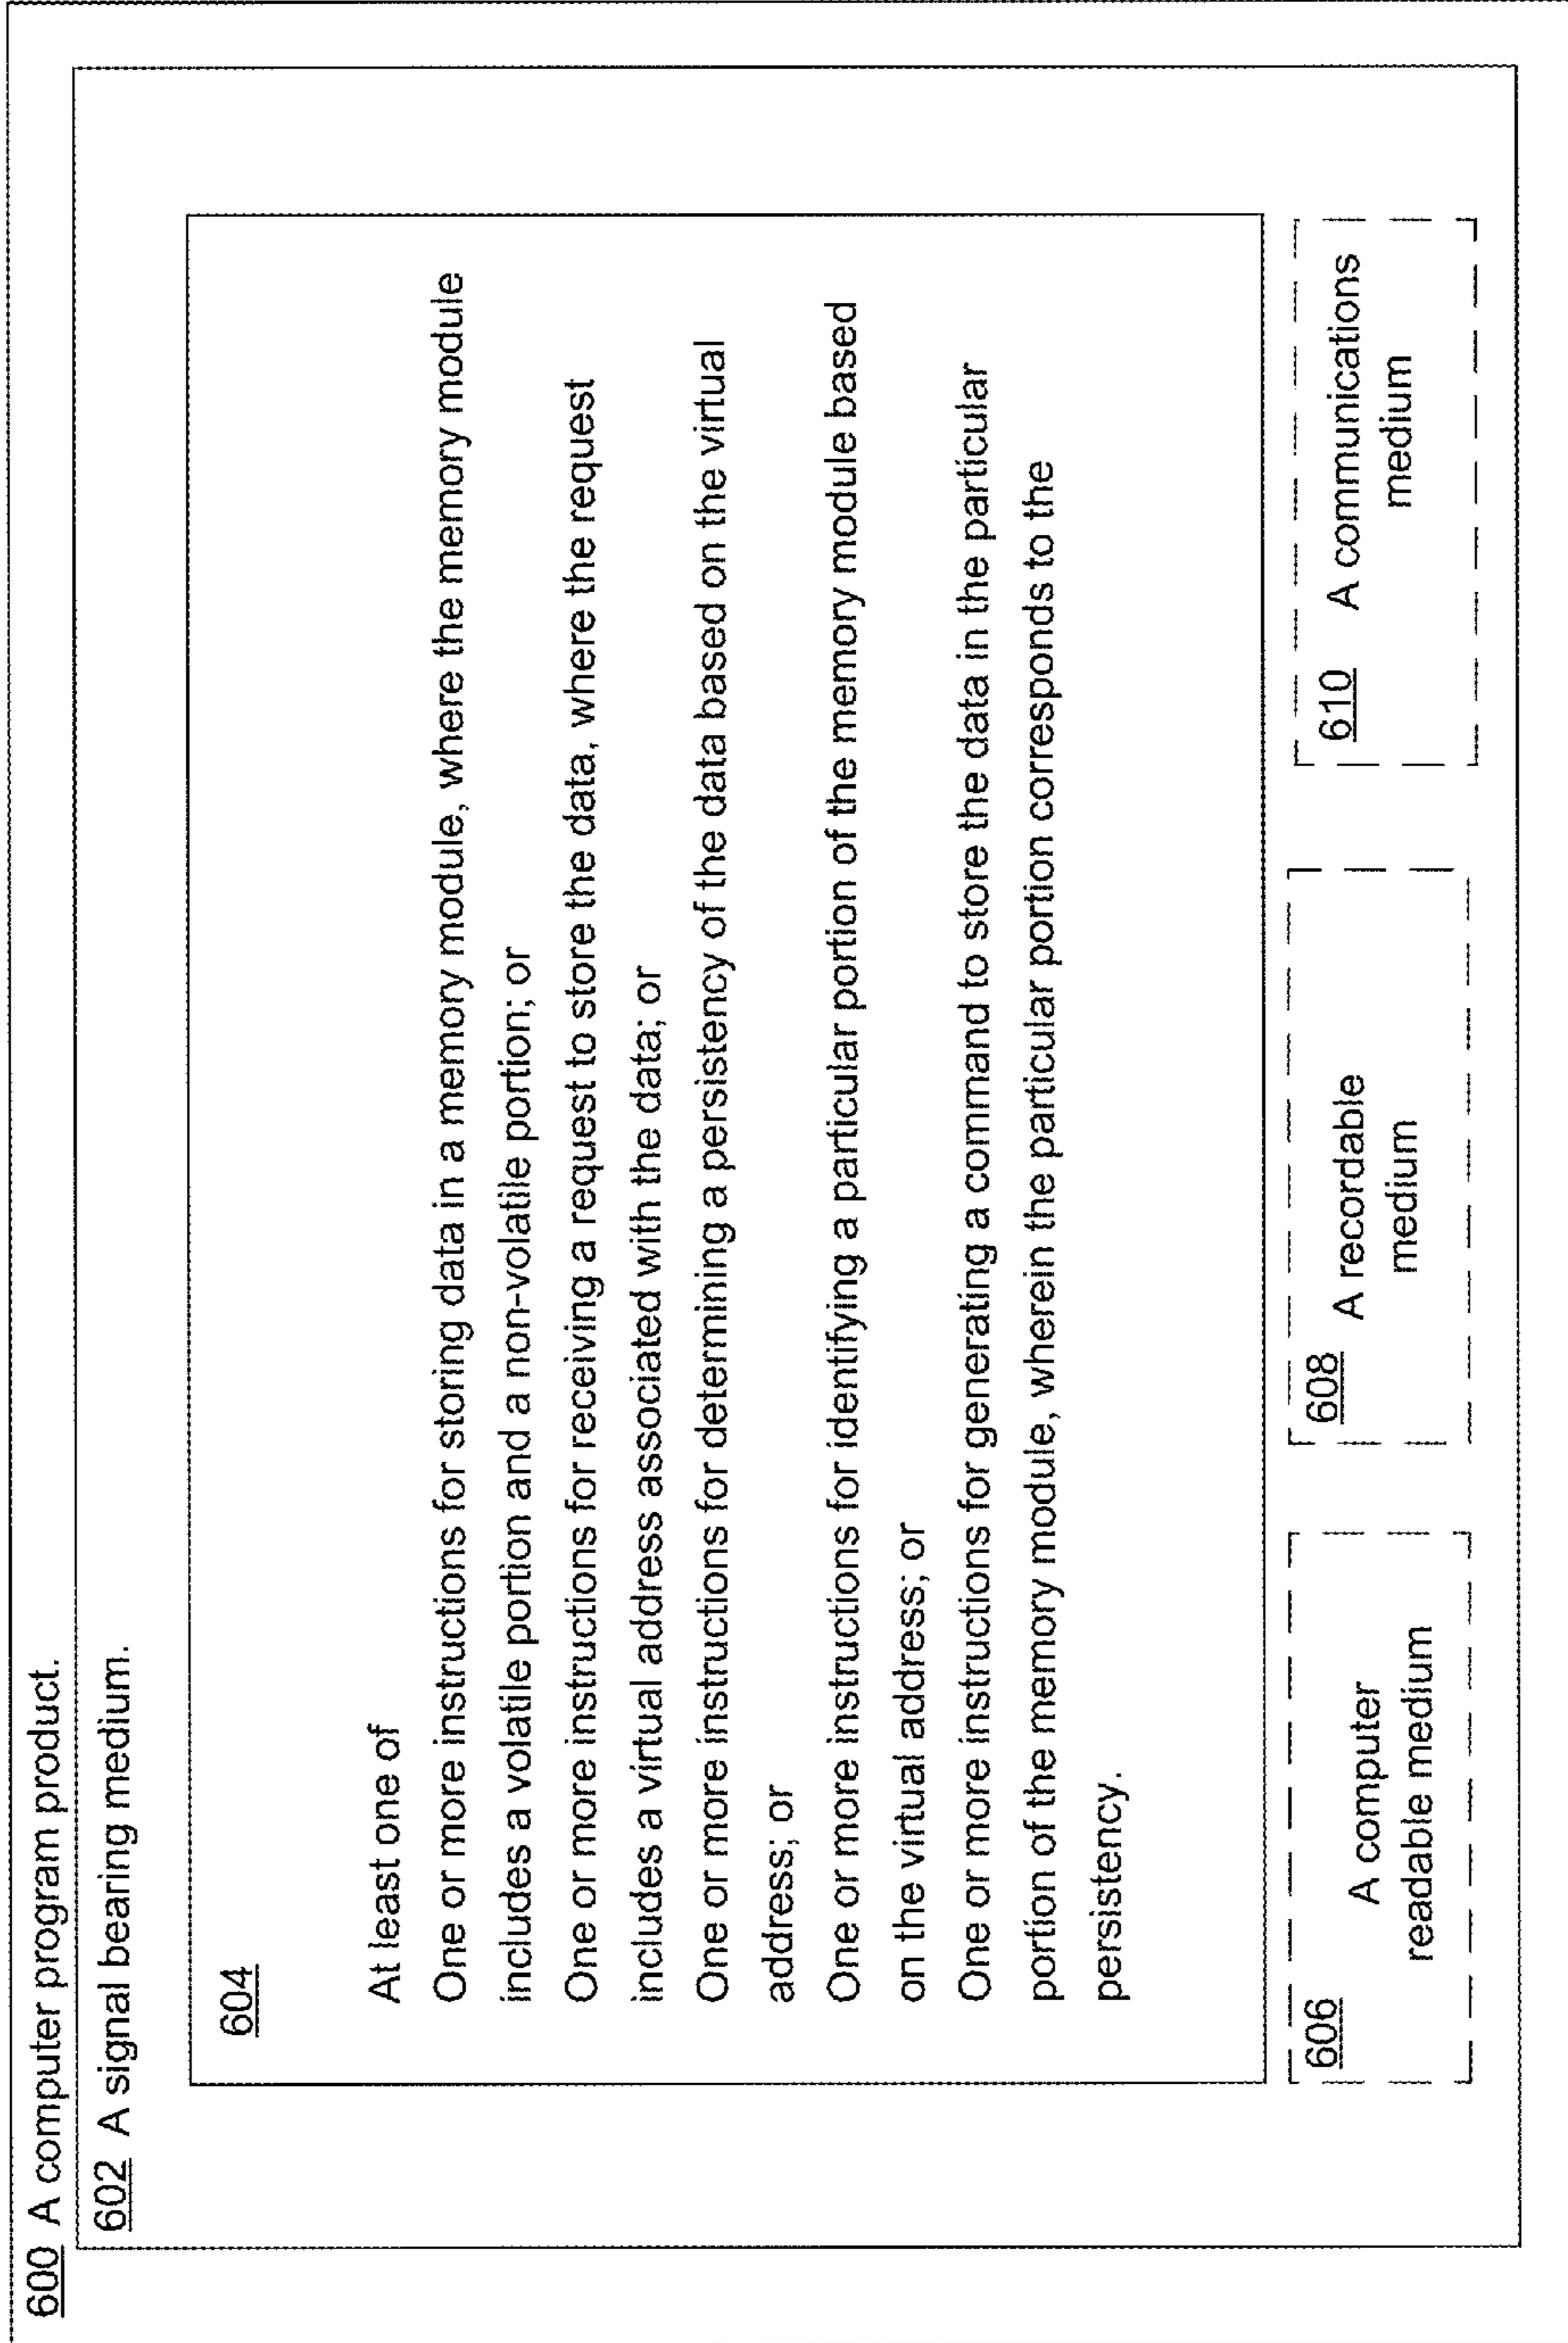 600 A computer program product.
602 A signal bearing medium.
604
At least one of
One or more instructions for storing data in a memory module, where the memory module
includes a volatile portion and a non-volatile portion; or
One or more instructions for receiving a request to store the data, where the request
includes a virtual address associated with the data; or
One or more instructions for determining a persistency of the data based on the virtual
address; or
One or more instructions for identifying a particular portion of the memory module based
on the virtual address; or
One or more instructions for generating a command to store the data in the particular
portion of the memory module, wherein the particular portion corresponds to the
persistency.
606
A computer
readable medium
608
A recordable
medium
610
A communications
medium